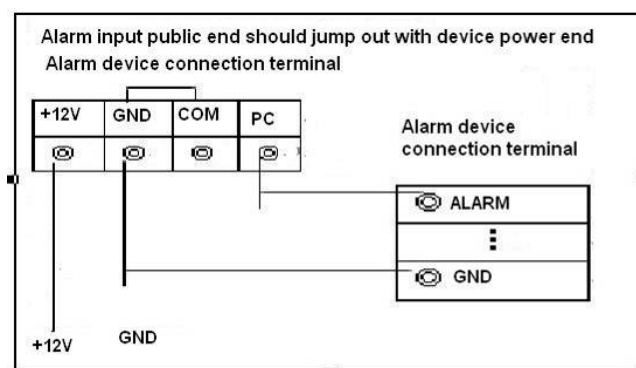 Alarm input public end should jump out with device power end
Alarm device connection terminal
+12V GND COM PC
Alarm device
connection terminal
ALARM
GND
+12V GND